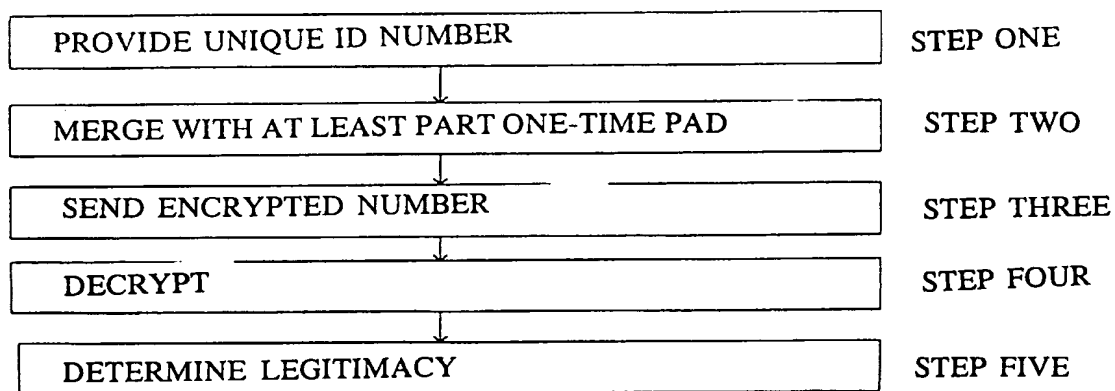 PROVIDE UNIQUE ID NUMBER STEP ONE
MERGE WITH AT LEAST PART ONE-TIME PAD STEP TWO
SEND ENCRYPTED NUMBER STEP THREE
DECRYPT STEP FOUR
DETERMINE LEGITIMACY STEP FIVE